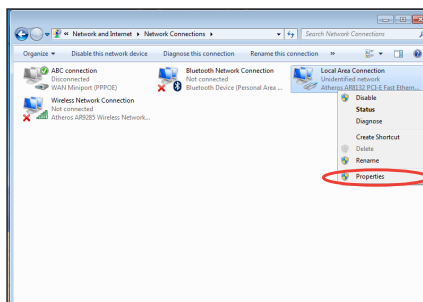 « Network and Internet ▸ Network Connections ▸
Search Network Connections
Organize ▾ Disable this network device Diagnose this connection Rename this connection »
ABC connection
Disconnected
WAN Miniport (PPPOE)
Bluetooth Network Connection
Not connected
Bluetooth Device (Personal Area ...
Local Area Connection
Unidentified network
Atheros AR8132 PCI-E Fast Ethern...
Wireless Network Connection
Not connected
Atheros AR9285 Wireless Network...
Disable
Status
Diagnose
Create Shortcut
Delete
Rename
Properties